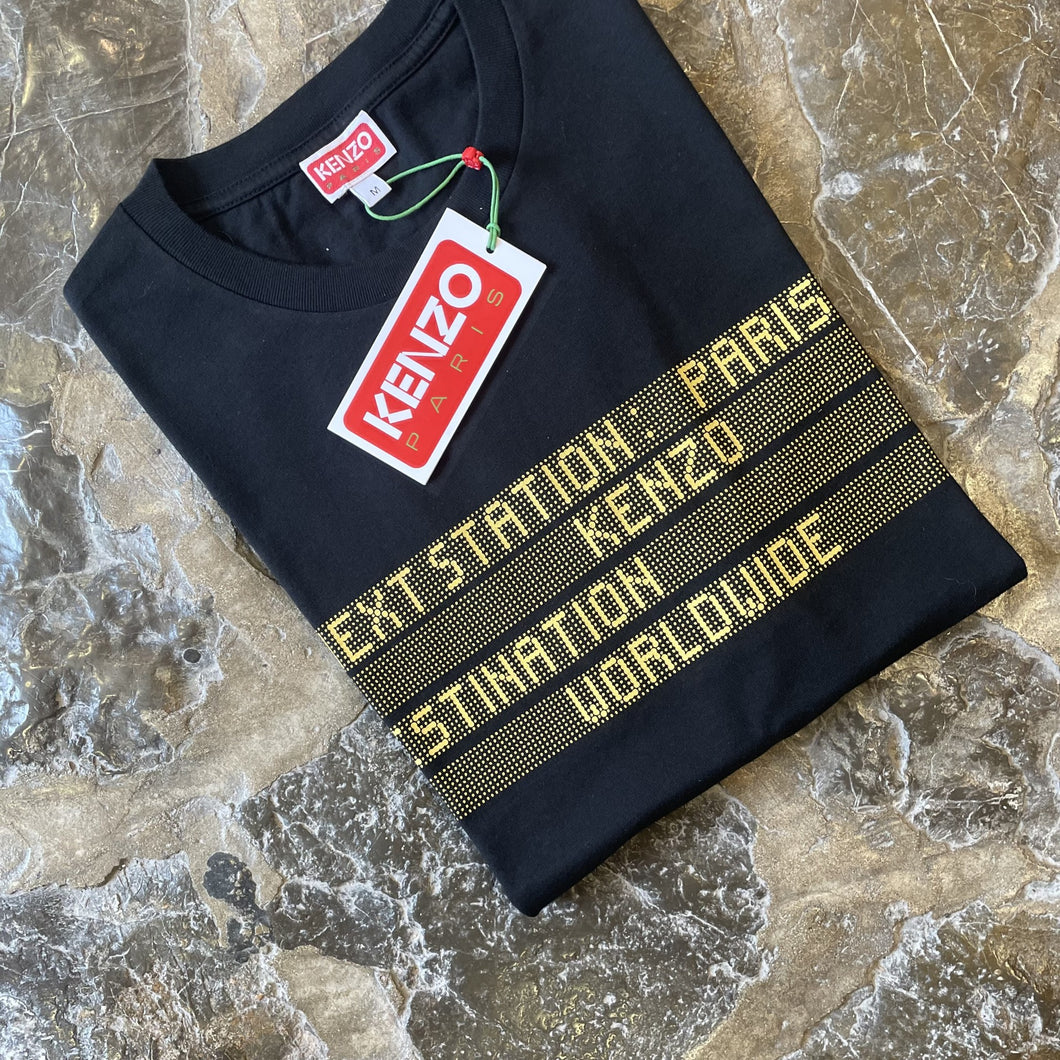 KENZO
PARIS
M
KENZO
PARIS
EXT STATION : PARIS
KENZO
STINATION
WORLDWIDE